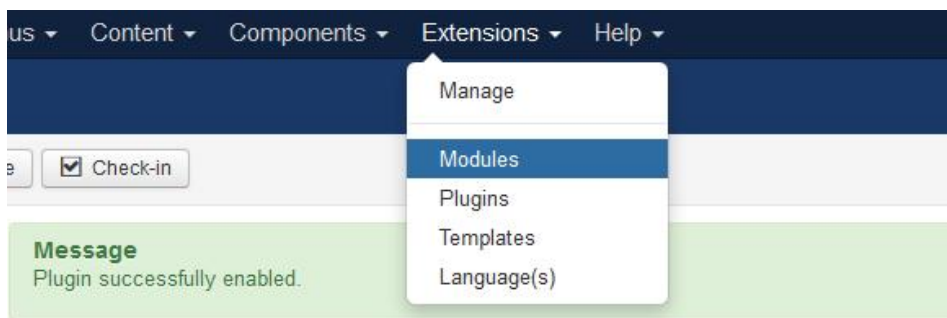 us Content Components Extensions Help
Manage
Modules
Plugins
Templates
Language(s)
e Check-in
Message
Plugin successfully enabled.